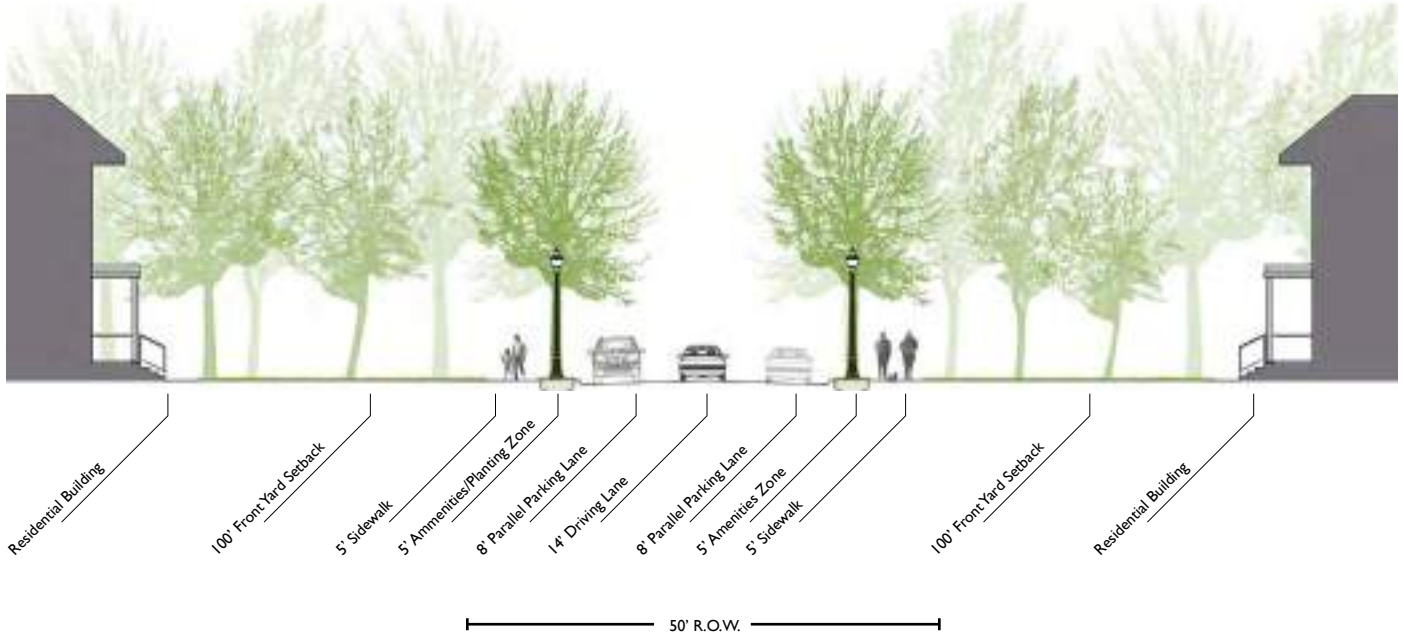 Residential Building
100' Front Yard Setback
5' Sidewalk
5' Ammenities/Planting Zone
8' Parallel Parking Lane
14' Driving Lane
8' Parallel Parking Lane
5' Amenities Zone
5' Sidewalk
100' Front Yard Setback
Residential Building
50' R.O.W.